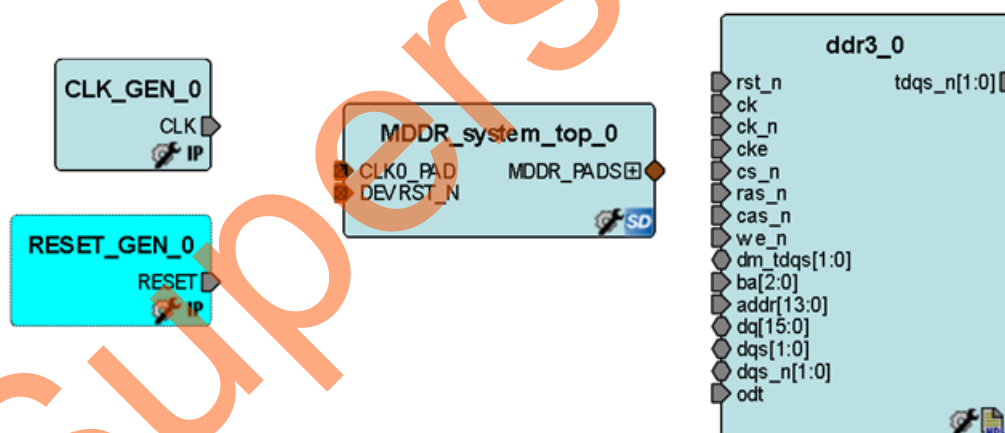 CLK_GEN_0
CLK
IP
RESET_GEN_0
RESET
IP
MDDR_system_top_0
CLK0_PAD
DEVRST_N
MDDR_PADS
SD
ddr3_0
rst_n
tdqs_n[1:0]
ck
ck_n
cke
cs_n
ras_n
cas_n
we_n
dm_tdqs[1:0]
ba[2:0]
addr[13:0]
dq[15:0]
dqs[1:0]
dqs_n[1:0]
odt
Supers